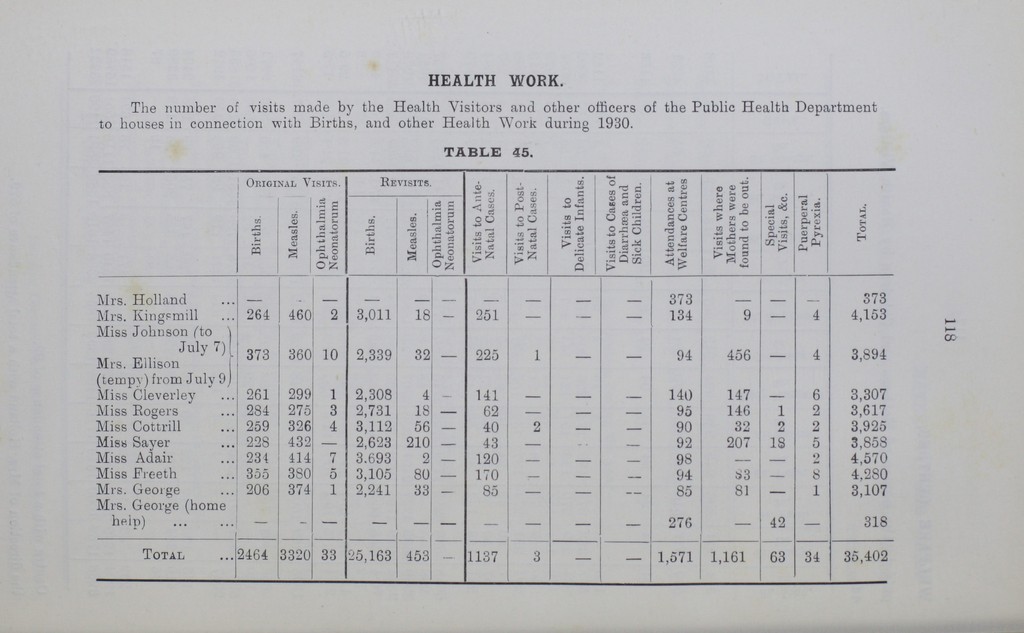 HEALTH WORK.
The number of visits made by the Health Visitors and other officers of the Public Health Department
to houses in connection with Births, and other Health Work during 1930.
TABLE 45.
Original Visits. Revisits.
Births. Measles. Ophthalmia Neonatorum Births. Measles. Ophthalmia Neonatorum Visits to Ante-Natal Cases. Visits to Post-Natal Cases. Visits to Delicate Infants. Visits to Cases of Diarrhœa and Sick Children. Attendances at Welfare Centres Visits where Mothers were found to be out. Special Visits, &c. Puerperal Pyrexia. Total.
Mrs. Holland ... — - — — — — — — — — 373 — — — 373
Mrs. Kingsmill ... 264 460 2 3,011 18 — 251 — — — 134 9 — 4 4,153
Miss Johnson (to
July 7)
Mrs. Ellison
(tempy) from July 9) 373 360 10 2,339 32 — 225 1 — — 94 456 — 4 3,894
Miss Cleverley ... 261 299 1 2,308 4 — 141 — — — 140 147 — 6 3,307
Miss Rogers ... 284 275 3 2,731 18 — 62 — — — 95 146 1 2 3,617
Miss Cottrill ... 259 326 4 3,112 56 — 40 2 — — 90 32 2 2 3,925
Miss Sayer ... 228 432 — 2,623 210 — 43 — - — 92 207 18 5 3,858
Miss Adair ... 234 414 7 3.693 2 — 120 — — — 98 — — 2 4,570
Miss Freeth ... 355 380 5 3,105 80 — 170 — — — 94 83 — 8 4,280
Mrs. George ... 206 374 1 2,241 33 — 85 — — — 85 81 — 1 3,107
Mrs. George (home
help) ... ... — - — — — — — — — — 276 — 42 — 318
Total ... 2464 3320 33 25,163 453 — 1137 3 — — 1,571 1,161 63 34 35,402
118